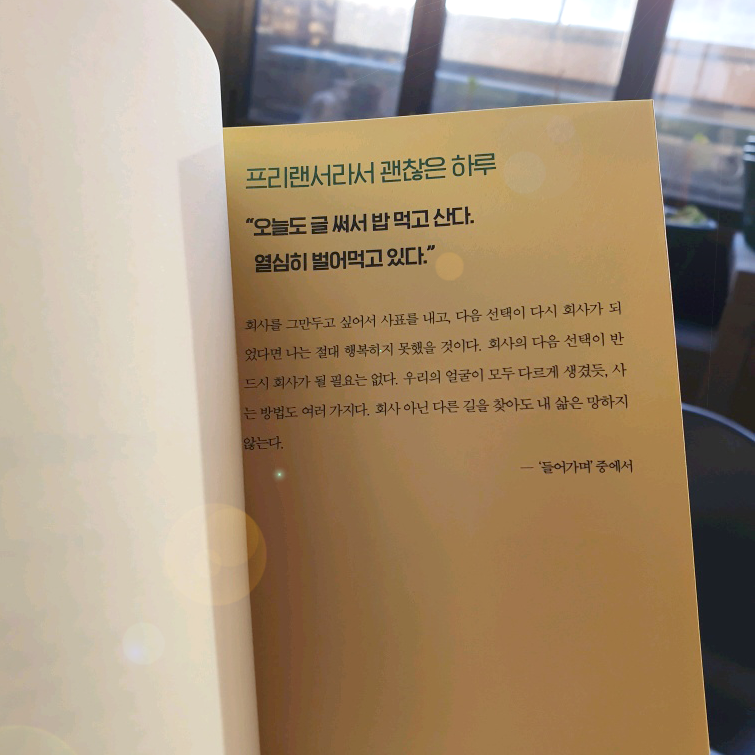 프리랜서라서 괜찮은 하루
“오늘도 글 써서 밥 먹고 산다.
열심히 벌어먹고 있다.”
회사를 그만두고 싶어서 사표를 내고, 다음 선택이 다시 회사가 되
었다면 나는 절대 행복하지 못했을 것이다. 회사의 다음 선택이 반
드시 회사가 될 필요는 없다. 우리의 얼굴이 모두 다르게 생겼듯, 사
는 방법도 여러 가지다. 회사 아닌 다른 길을 찾아도 내 삶은 망하지
않는다.
— ‘들어가며’ 중에서